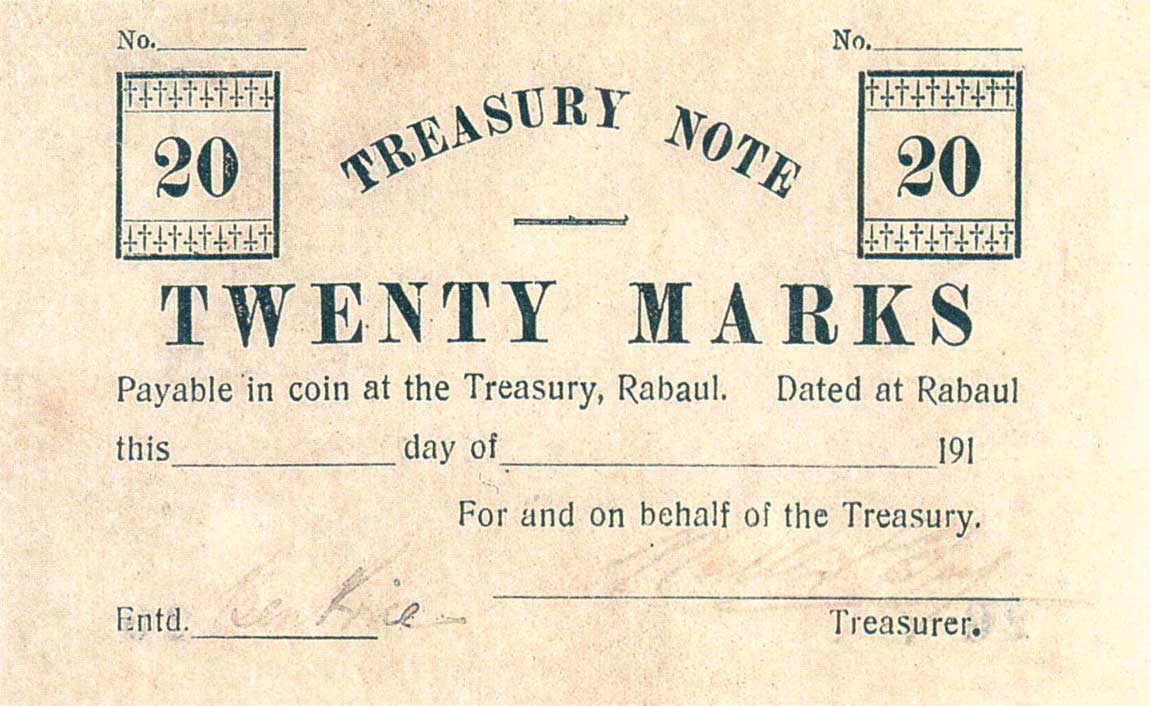 No. No.
20 TREASURY NOTE 20
TWENTY MARKS
Payable in coin at the Treasury, Rabaul. Dated at Rabaul
this day of 191
For and on behalf of the Treasury.
Entd. Treasurer.